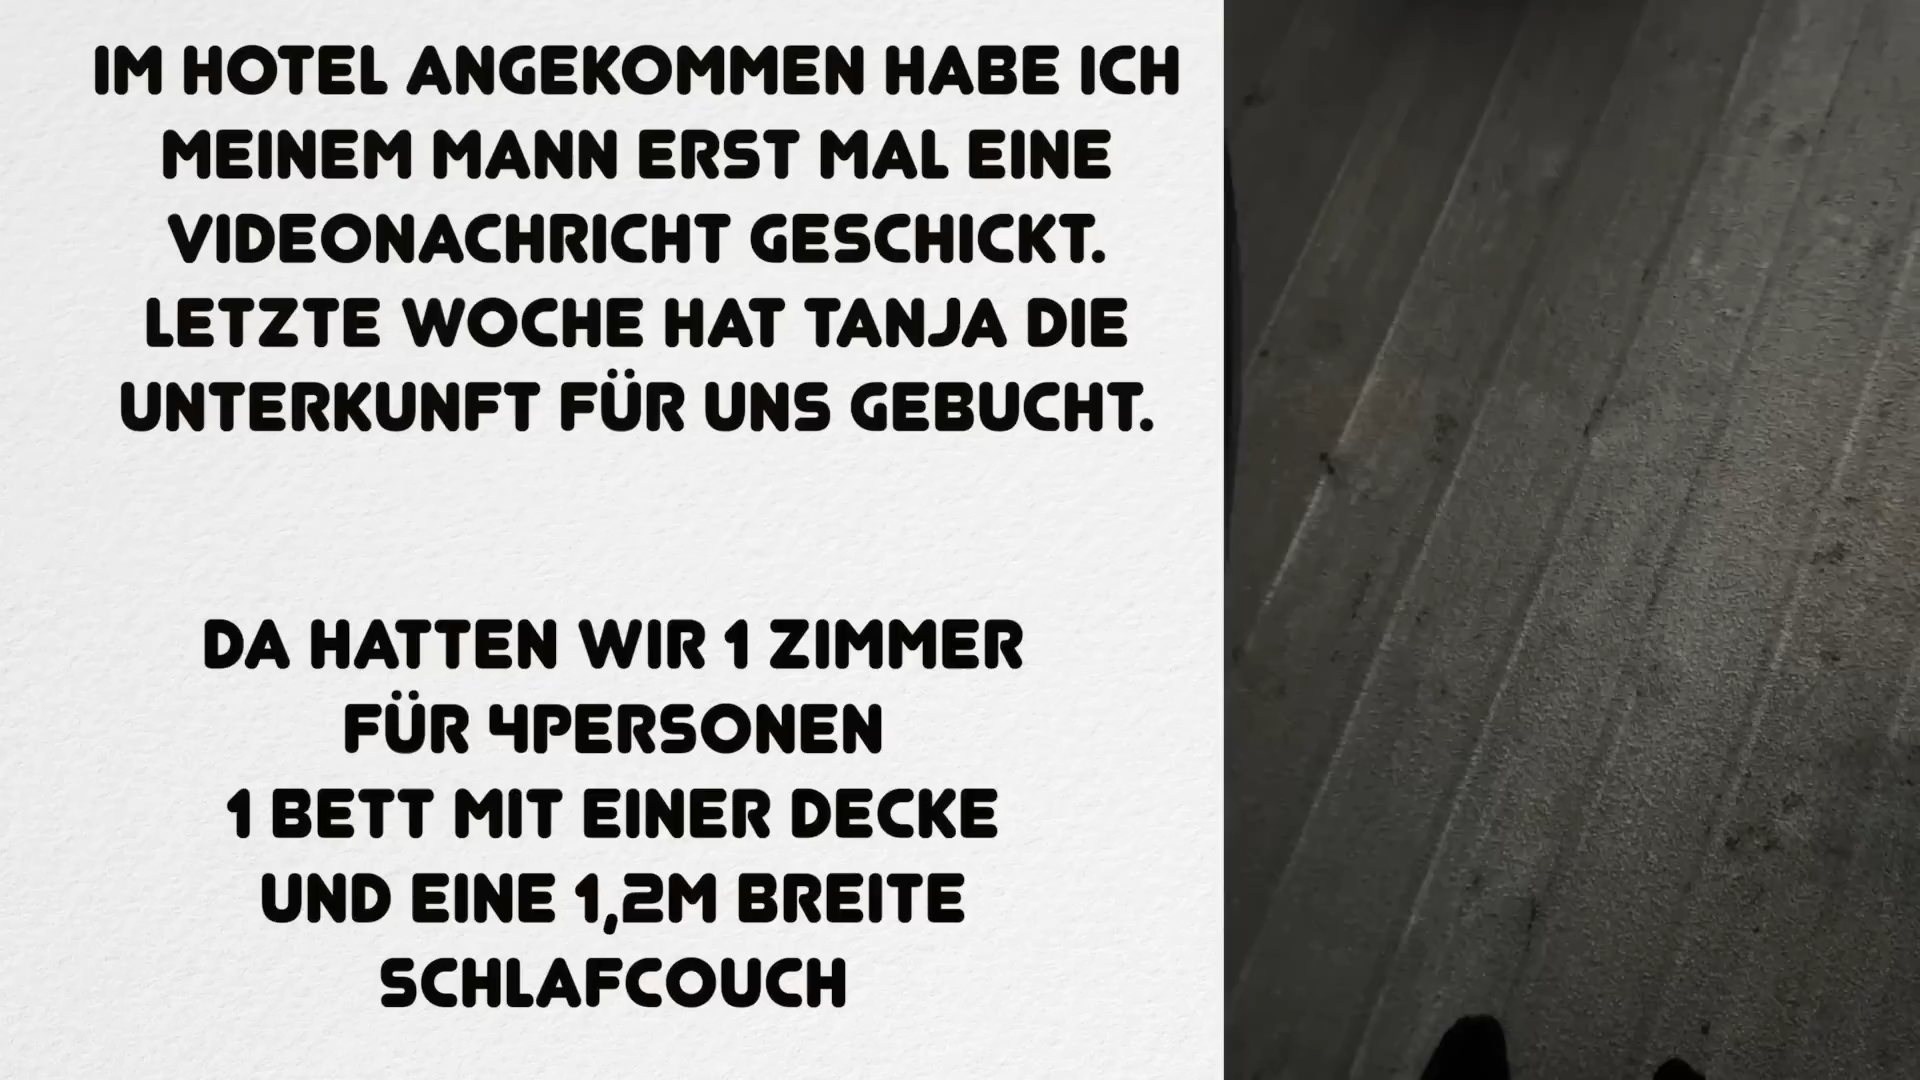 IM HOTEL ANGEKOMMEN HABE ICH
MEINEM MANN ERST MAL EINE
VIDEONACHRICHT GESCHICKT.
LETZTE WOCHE HAT TANJA DIE
UNTERKUNFT FÜR UNS GEBUCHT.
DA HATTEN WIR 1 ZIMMER
FÜR 4PERSONEN
1 BETT MIT EINER DECKE
UND EINE 1,2M BREITE
SCHLAFCOUCH